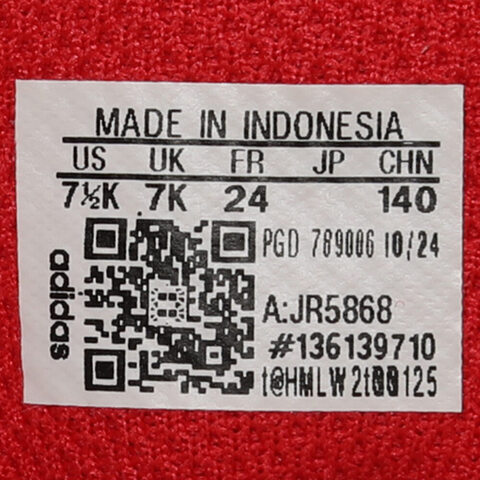 MADE IN INDONESIA
US UK FR JP CHN
7½K 7K 24 140
PGD 789006 10/24
A:JR5868
#136139710
t@HMLW2t00125
adidas